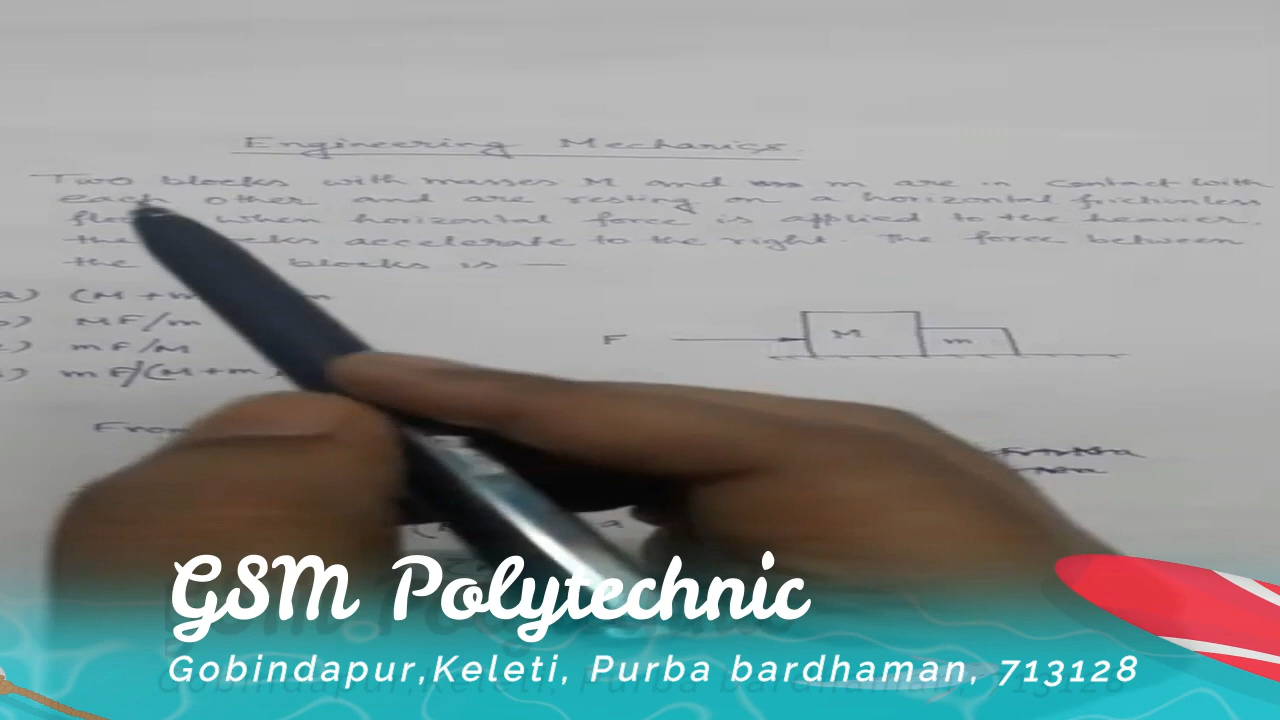 Engineering Mechanics.
Two blocks with masses M and m are in contact with
each other and are resting on a horizontal frictionless
when horizontal force is applied to the heavier.
the accelerate to the right. The force between
the blocks is —
a) (M + m
b) MF/m
c) mF/M
mF/(M+m)
F M m
From
GSM Polytechnic
Gobindapur,Keleti, Purba bardhaman, 713128